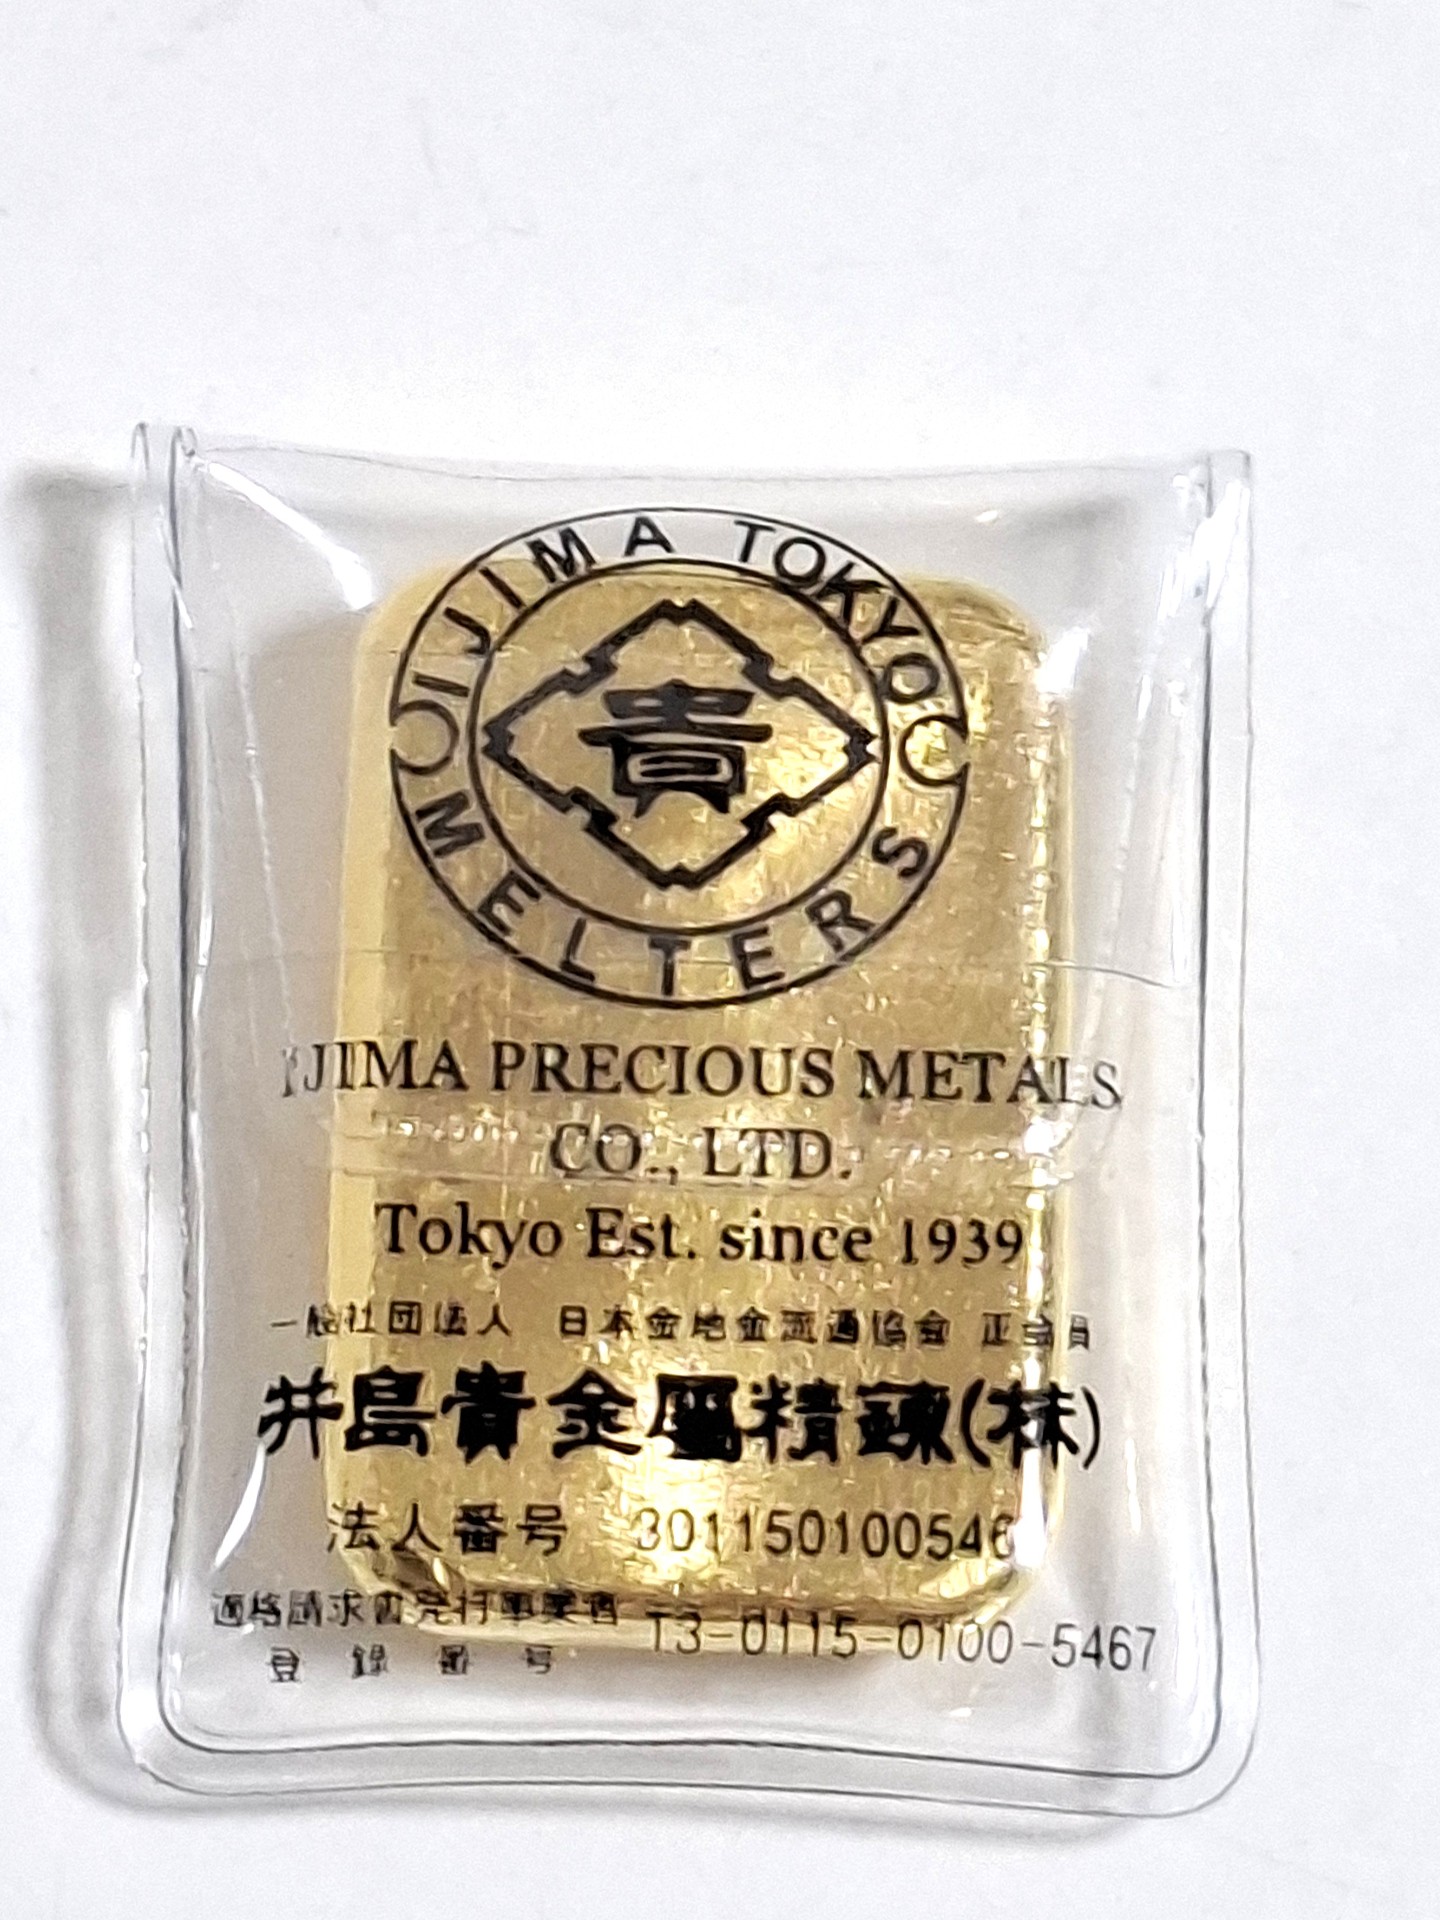 IJIMA TOKYO
貴
MELTERS
IJIMA PRECIOUS METALS
CO., LTD.
Tokyo Est. since 1939
一般社団法人 日本金地金流通協会 正会員
井島貴金属精錬(株)
法人番号 3011501005467
適格請求書発行事業者
登録番号 T3-0115-0100-5467